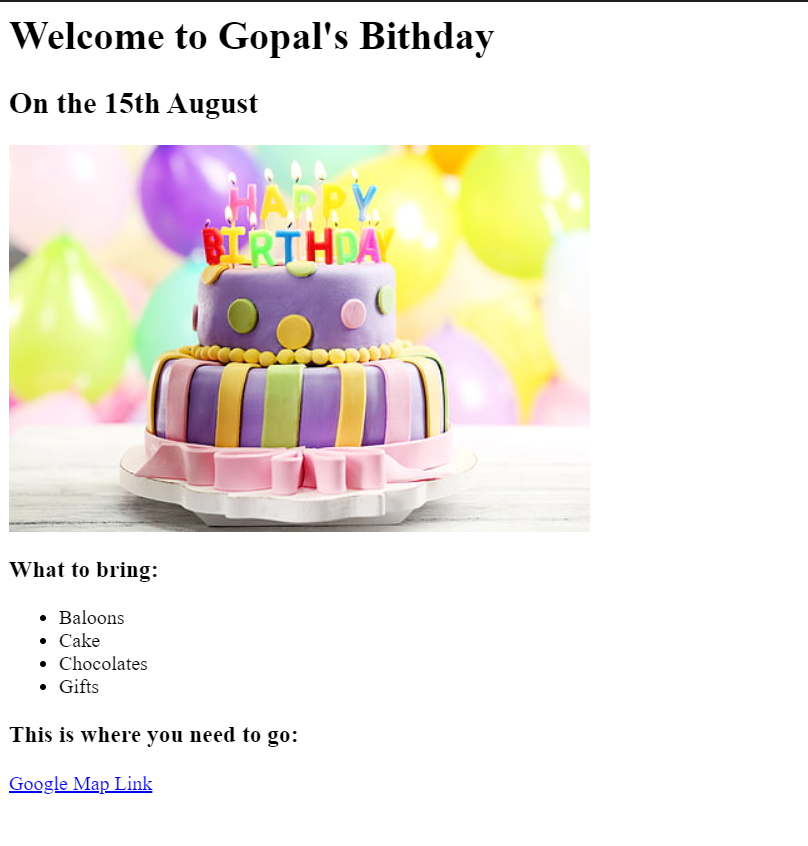 Welcome to Gopal's Bithday
On the 15th August
HAPPY
BIRTHDAY
What to bring:
Baloons
Cake
Chocolates
Gifts
This is where you need to go:
Google Map Link